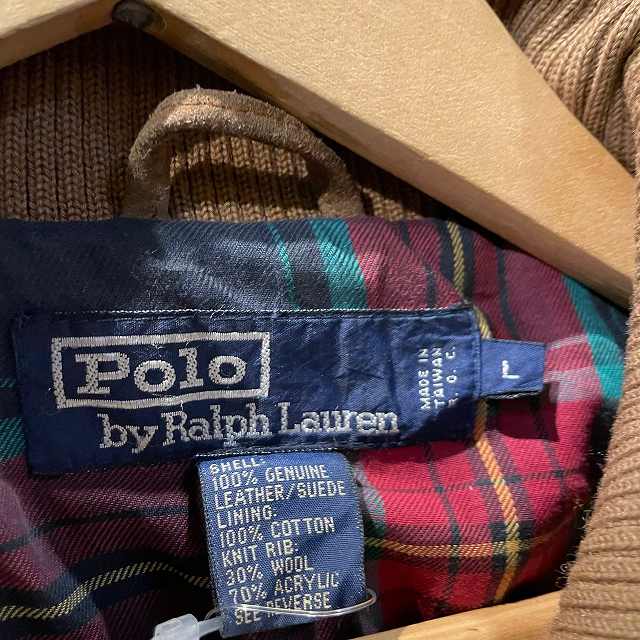 Polo
by Ralph Lauren
MADE IN
TAIWAN
R. O. C.
L
SHELL:
100% GENUINE
LEATHER/SUEDE
LINING:
100% COTTON
KNIT RIB:
30% WOOL
70% ACRYLIC
SEE REVERSE